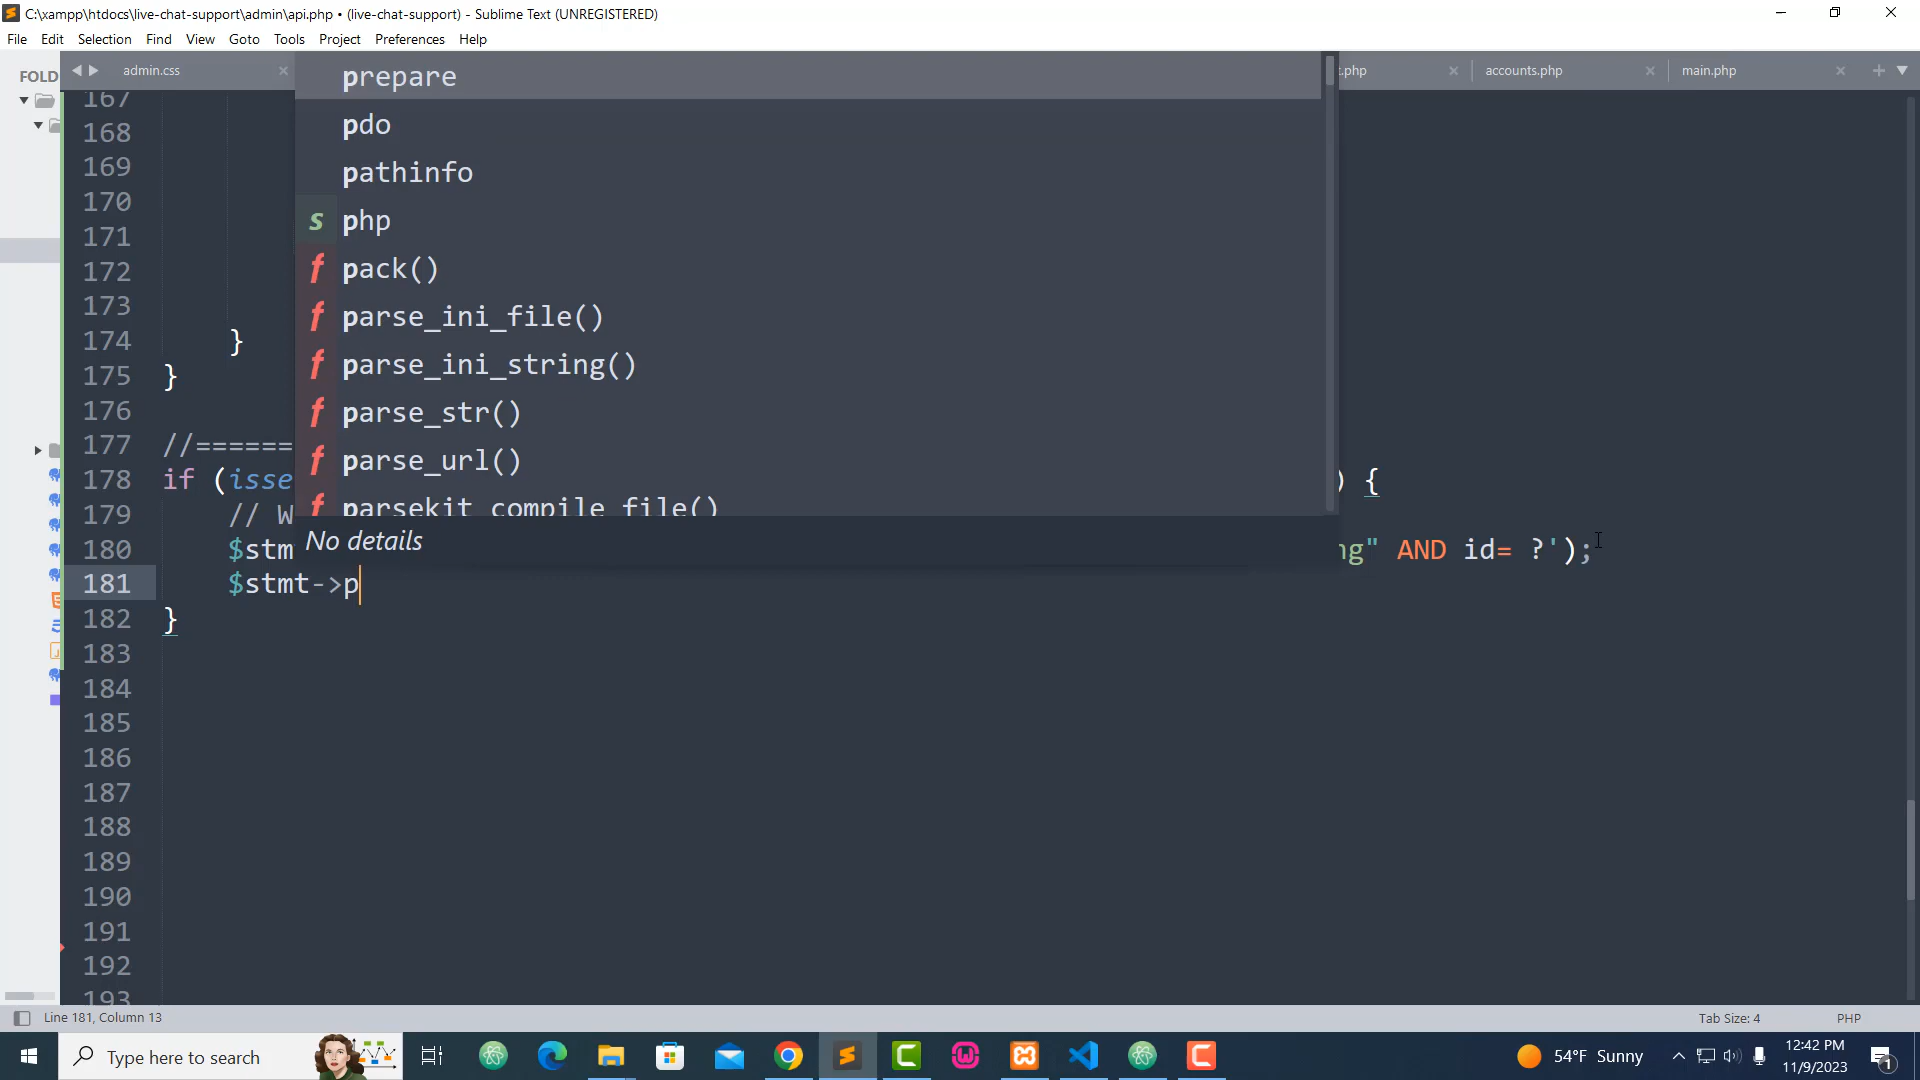 C:\xampp\htdocs\live-chat-support\admin\api.php • (live-chat-support) - Sublime Text (UNREGISTERED)
File Edit Selection Find View Goto Tools Project Preferences Help
FOLD
admin.css
.php
accounts.php
main.php
prepare
pdo
pathinfo
s php
f pack()
f parse_ini_file()
f parse_ini_string()
f parse_str()
f parse_url()
f parsekit_compile_file()
No details
167
168
169
170
171
172
173
174 }
175 }
176
177 //=======
178 if (isse ) {
179 // W
180 $stm ng" AND id= ?');
181 $stmt->p
182 }
183
184
185
186
187
188
189
190
191
192
193
Line 181, Column 13
Tab Size: 4
PHP
Type here to search
54°F Sunny
12:42 PM
11/9/2023
1